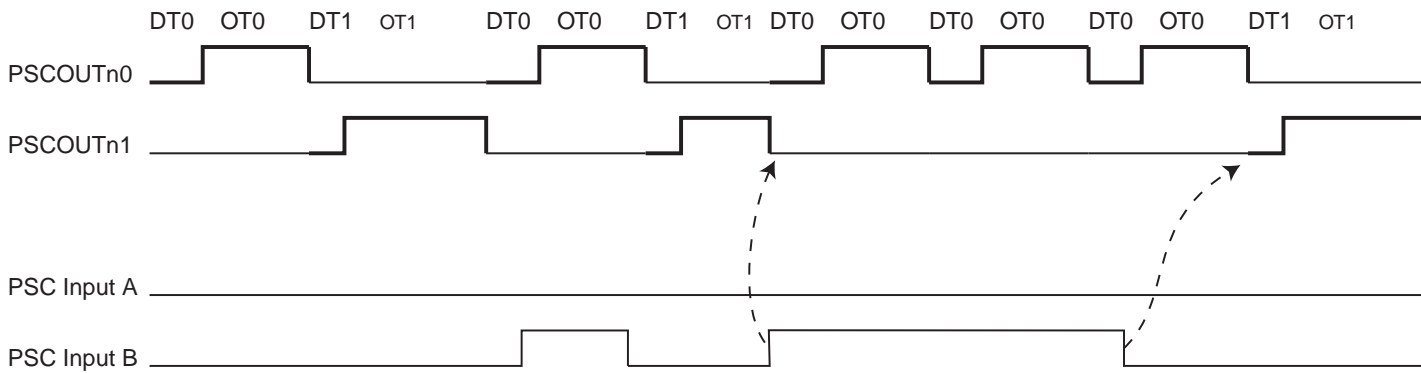 DT0 OT0 DT1 OT1 DT0 OT0 DT1 OT1 DT0 OT0 DT0 OT0 DT0 OT0 DT1 OT1
PSCOUTn0
PSCOUTn1
PSC Input A
PSC Input B